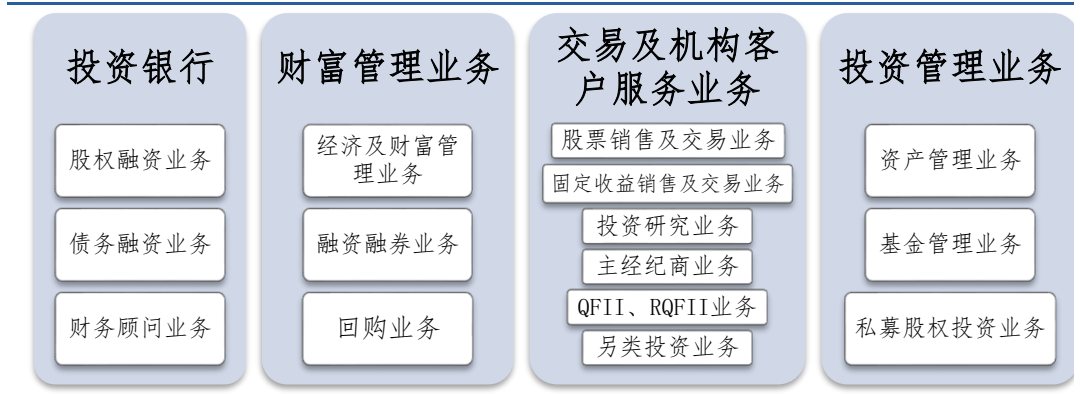 投资银行
股权融资业务
债务融资业务
财务顾问业务
财富管理业务
经济及财富管
理业务
融资融券业务
回购业务
交易及机构客
户服务业务
股票销售及交易业务
固定收益销售及交易业务
投资研究业务
主经纪商业务
QFII、RQFII业务
另类投资业务
投资管理业务
资产管理业务
基金管理业务
私募股权投资业务